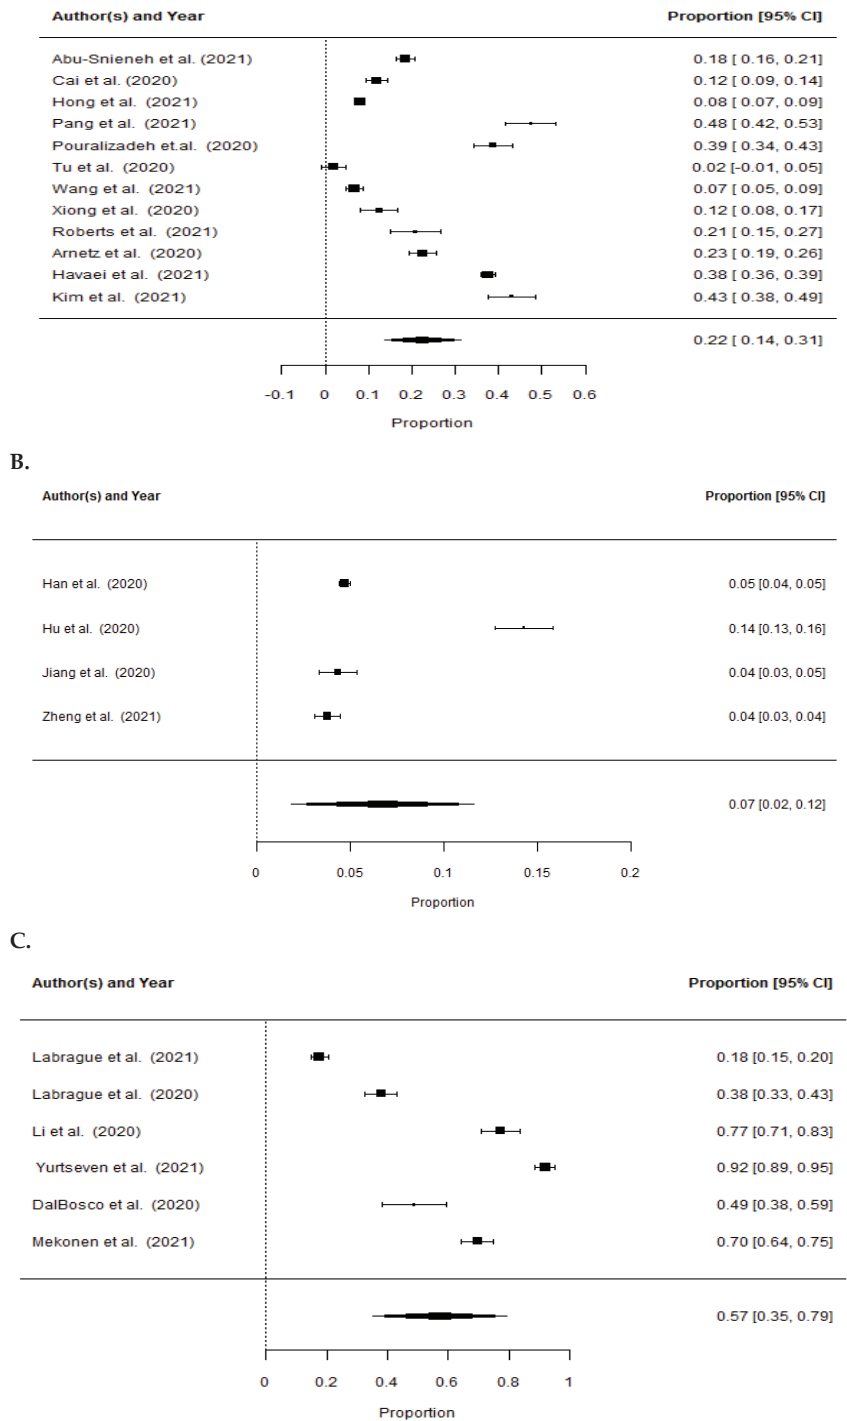 Author(s) and Year Proportion [95% CI]
Abu-Snieneh et al. (2021) 0.18 [ 0.16, 0.21]
Cai et al. (2020) 0.12 [ 0.09, 0.14]
Hong et al. (2021) 0.08 [ 0.07, 0.09]
Pang et al. (2021) 0.48 [ 0.42, 0.53]
Pouralizadeh et.al. (2020) 0.39 [ 0.34, 0.43]
Tu et al. (2020) 0.02 [-0.01, 0.05]
Wang et al. (2021) 0.07 [ 0.05, 0.09]
Xiong et al. (2020) 0.12 [ 0.08, 0.17]
Roberts et al. (2021) 0.21 [ 0.15, 0.27]
Arnetz et al. (2020) 0.23 [ 0.19, 0.26]
Havaei et al. (2021) 0.38 [ 0.36, 0.39]
Kim et al. (2021) 0.43 [ 0.38, 0.49]
0.22 [ 0.14, 0.31]
-0.1 0 0.1 0.2 0.3 0.4 0.5 0.6
Proportion
B.
Author(s) and Year Proportion [95% CI]
Han et al. (2020) 0.05 [0.04, 0.05]
Hu et al. (2020) 0.14 [0.13, 0.16]
Jiang et al. (2020) 0.04 [0.03, 0.05]
Zheng et al. (2021) 0.04 [0.03, 0.04]
0.07 [0.02, 0.12]
0 0.05 0.1 0.15 0.2
Proportion
C.
Author(s) and Year Proportion [95% CI]
Labrague et al. (2021) 0.18 [0.15, 0.20]
Labrague et al. (2020) 0.38 [0.33, 0.43]
Li et al. (2020) 0.77 [0.71, 0.83]
Yurtseven et al. (2021) 0.92 [0.89, 0.95]
DalBosco et al. (2020) 0.49 [0.38, 0.59]
Mekonen et al. (2021) 0.70 [0.64, 0.75]
0.57 [0.35, 0.79]
0 0.2 0.4 0.6 0.8 1
Proportion